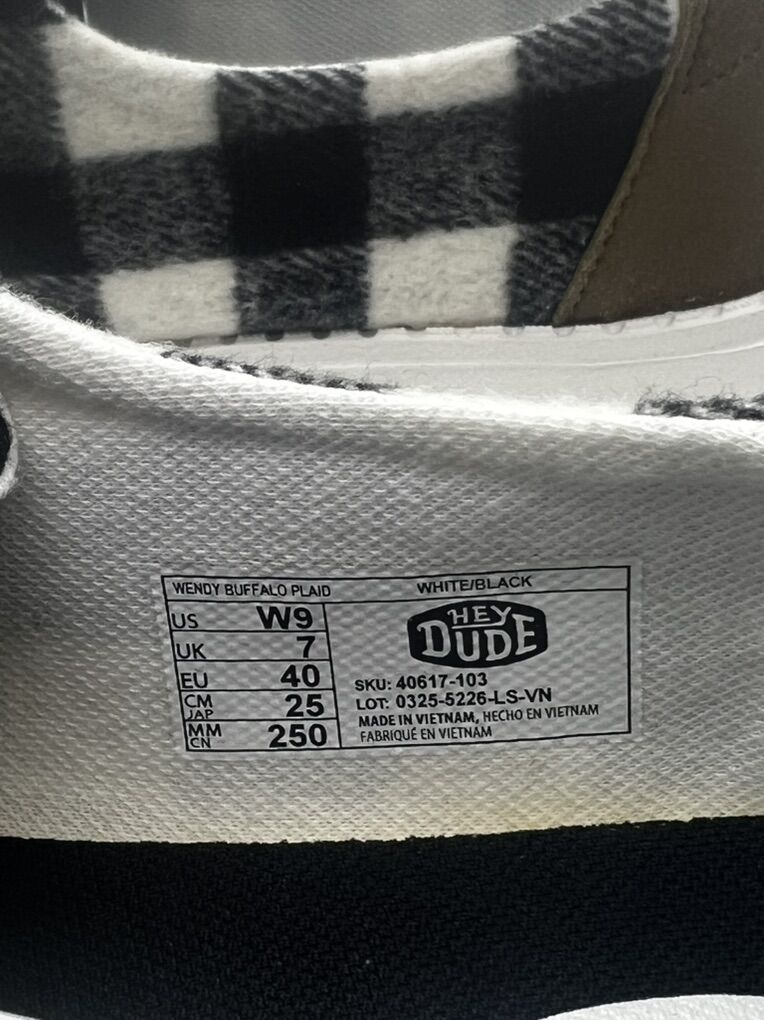 WENDY BUFFALO PLAID WHITE/BLACK
US W9
UK 7
EU 40
CM JAP 25
MM CN 250
HEY
DUDE
SKU: 40617-103
LOT: 0325-5226-LS-VN
MADE IN VIETNAM, HECHO EN VIETNAM
FABRIQUÉ EN VIETNAM